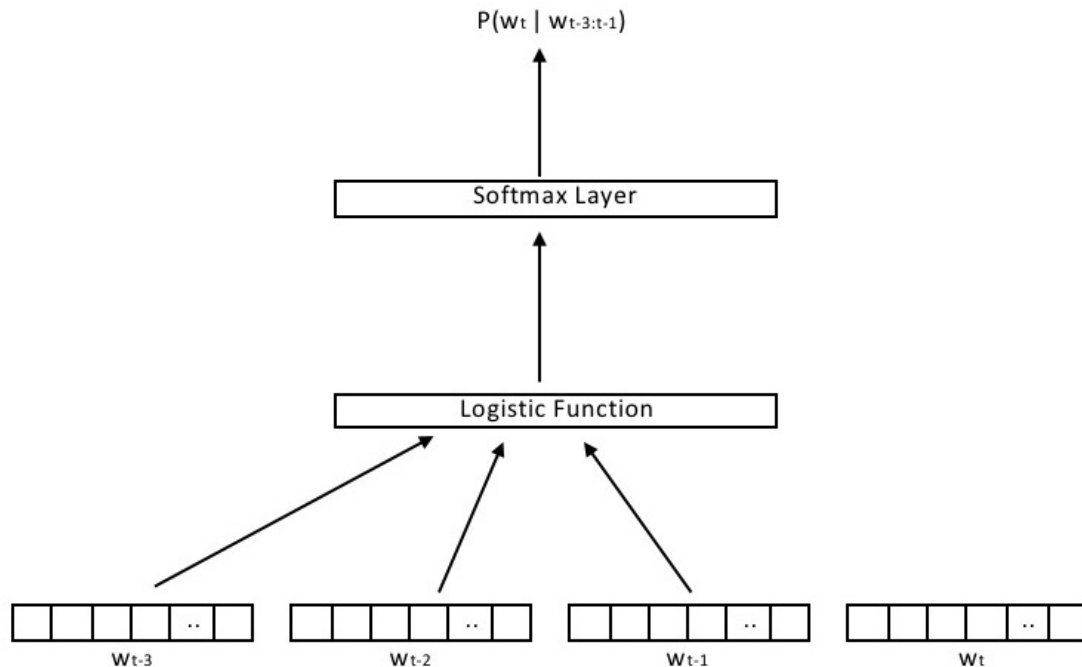 P(wt | wt-3:t-1)
Softmax Layer
Logistic Function
.. .. .. ..
wt-3 wt-2 wt-1 wt